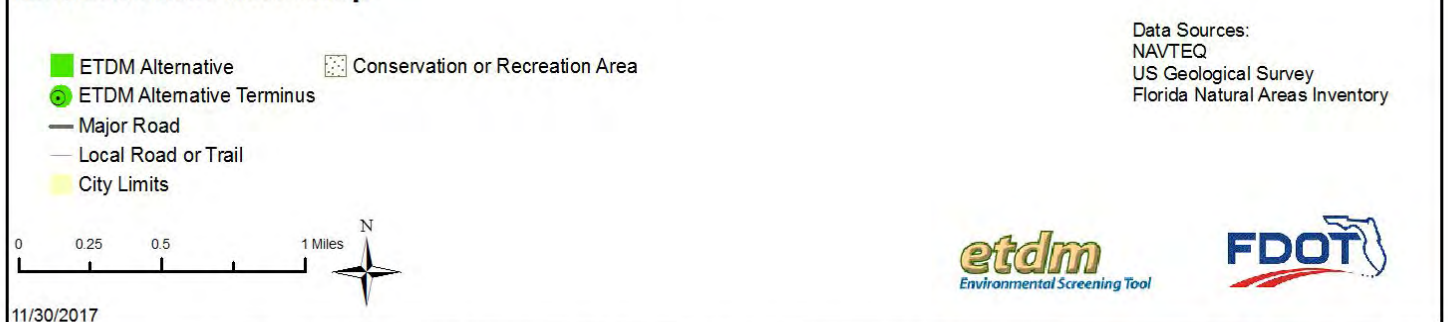 ETDM Alternative
ETDM Alternative Terminus
Major Road
Local Road or Trail
City Limits
Conservation or Recreation Area
Data Sources:
NAVTEQ
US Geological Survey
Florida Natural Areas Inventory
0 0.25 0.5 1 Miles
N
etdm
Environmental Screening Tool
FDOT
11/30/2017